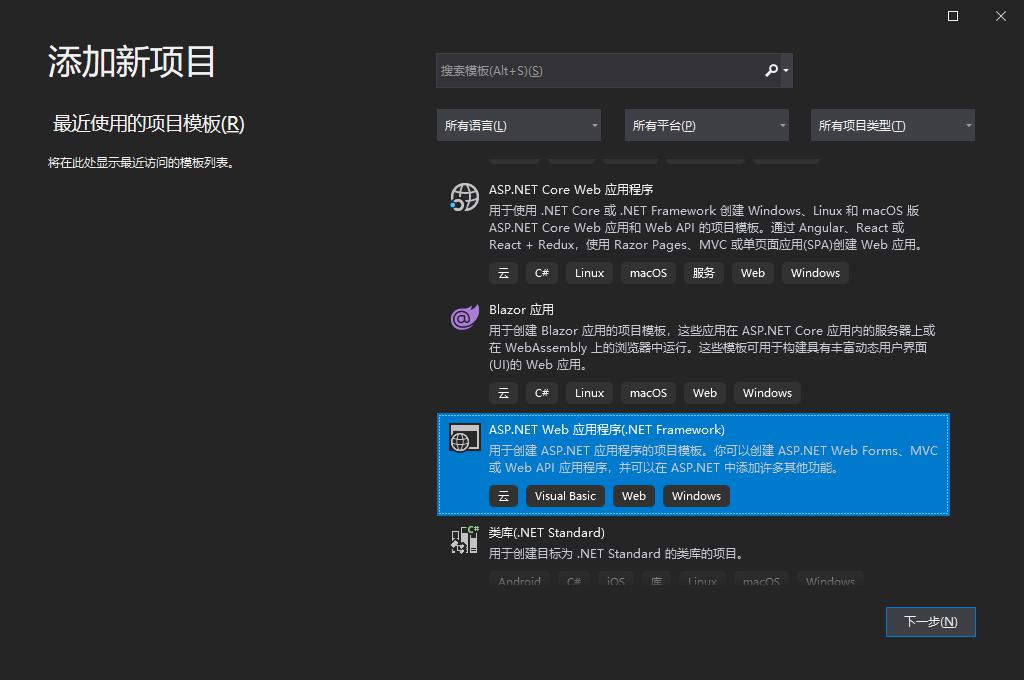 添加新项目
搜索模板(Alt+S)(S)
最近使用的项目模板(R)
所有语言(L)
所有平台(P)
所有项目类型(T)
将在此处显示最近访问的模板列表。
ASP.NET Core Web 应用程序
用于使用 .NET Core 或 .NET Framework 创建 Windows、Linux 和 macOS 版
ASP.NET Core Web 应用和 Web API 的项目模板。通过 Angular、React 或
React + Redux，使用 Razor Pages、MVC 或单页面应用(SPA)创建 Web 应用。
云 C# Linux macOS 服务 Web Windows
Blazor 应用
用于创建 Blazor 应用的项目模板，这些应用在 ASP.NET Core 应用内的服务器上或
在 WebAssembly 上的浏览器中运行。这些模板可用于构建具有丰富动态用户界面
(UI)的 Web 应用。
云 C# Linux macOS Web Windows
ASP.NET Web 应用程序(.NET Framework)
用于创建 ASP.NET 应用程序的项目模板。你可以创建 ASP.NET Web Forms、MVC
或 Web API 应用程序，并可以在 ASP.NET 中添加许多其他功能。
云 Visual Basic Web Windows
C#
类库(.NET Standard)
用于创建目标为 .NET Standard 的类库的项目。
Android C# iOS 库 Linux macOS Windows
下一步(N)